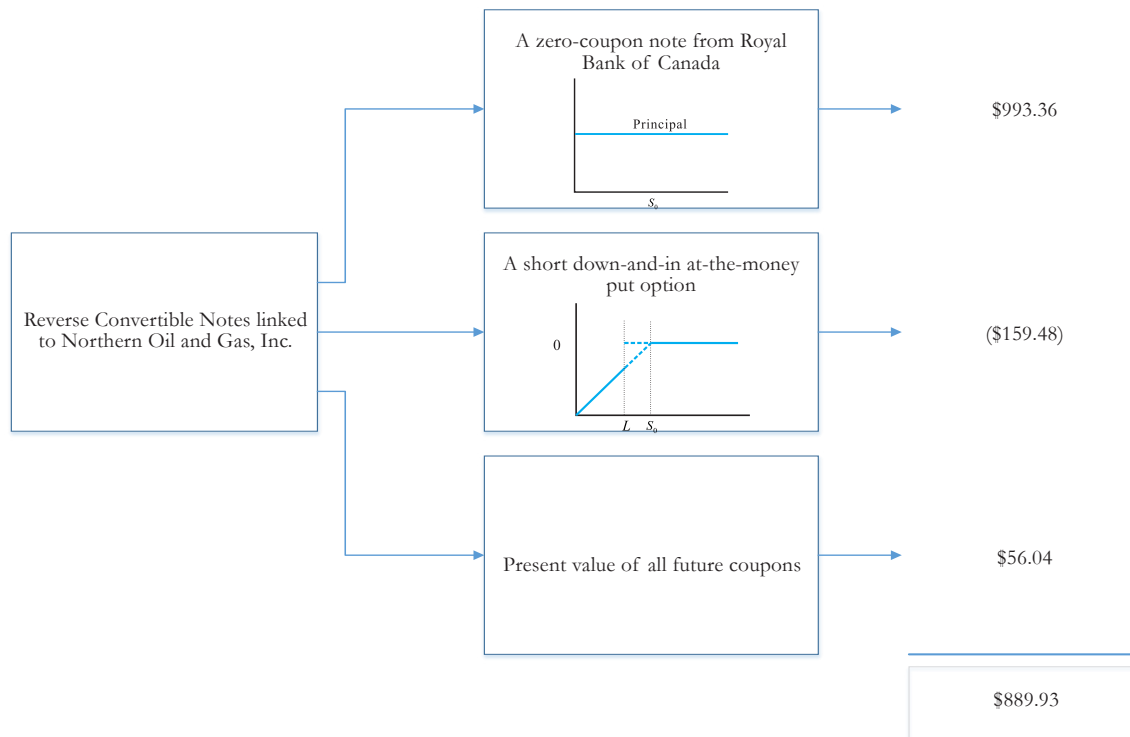 A zero-coupon note from Royal
Bank of Canada
Principal
S₀
$993.36
Reverse Convertible Notes linked
to Northern Oil and Gas, Inc.
A short down-and-in at-the-money
put option
0
L S₀
($159.48)
Present value of all future coupons
$56.04
$889.93